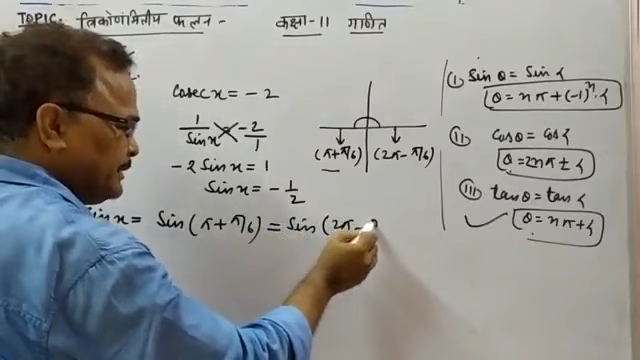 TOPIC: त्रिकोणमितीय फलन - कक्षा-11 गणित
Cosec x = - 2
1/Sin x = -2/1
-2 Sin x = 1
Sin x = - 1/2
Sin x = Sin (π + π/6) = Sin (2π -
(π+π/6) (2π - π/6)
(I) Sin θ = Sin α
θ = nπ + (-1)ⁿ. α
(II) Cos θ = Cos α
θ = 2nπ ± α
(III) tan θ = tan α
θ = nπ + α